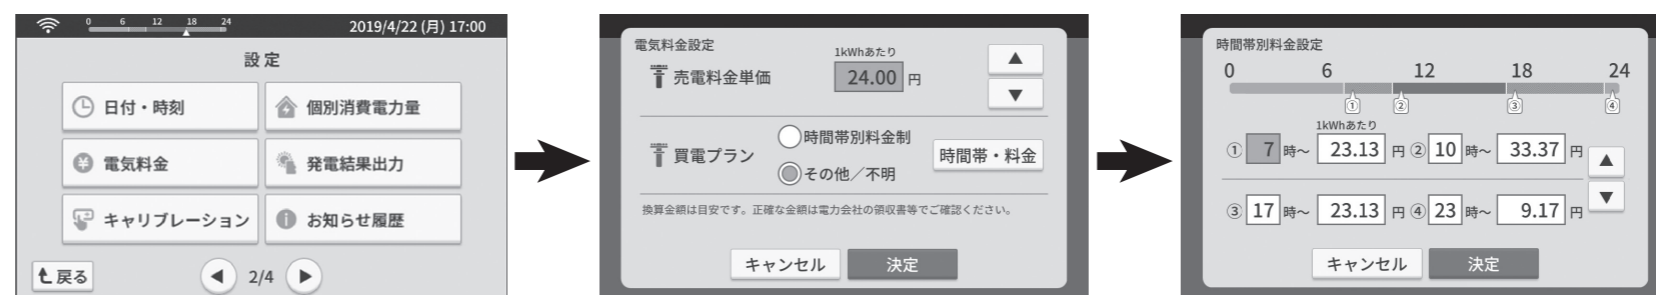 0 6 12 18 24
2019/4/22 (月) 17:00
設定
日付・時刻
個別消費電力量
電気料金
発電結果出力
キャリブレーション
お知らせ履歴
戻る
2/4
電気料金設定
1kWhあたり
売電料金単価 24.00 円
時間帯別料金制
買電プラン
時間帯・料金
その他／不明
換算金額は目安です。正確な金額は電力会社の領収書等でご確認ください。
キャンセル 決定
時間帯別料金設定
0 6 12 18 24
① ② ③ ④
1kWhあたり
① 7 時～ 23.13 円 ② 10 時～ 33.37 円
③ 17 時～ 23.13 円 ④ 23 時～ 9.17 円
キャンセル 決定